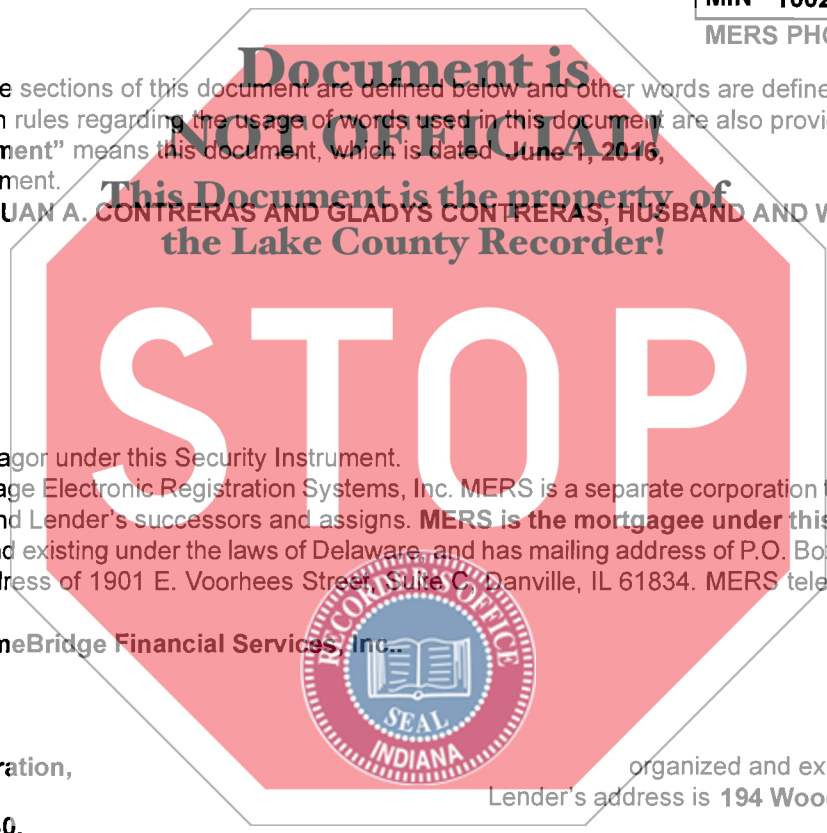 MIN 1002
MERS PHO
Document is
e sections of this document are defined below and other words are define
n rules regarding the usage of words used in this document are also provi
NOT OFFICIAL!
ment” means this document, which is dated June 1, 2016,
ment.
This Document is the property of
UAN A. CONTRERAS AND GLADYS CONTRERAS, HUSBAND AND W
the Lake County Recorder!
STOP
agor under this Security Instrument.
age Electronic Registration Systems, Inc. MERS is a separate corporation t
nd Lender's successors and assigns. MERS is the mortgagee under this
d existing under the laws of Delaware, and has mailing address of P.O. Box
dress of 1901 E. Voorhees Street, Suite C, Danville, IL 61834. MERS tele
meBridge Financial Services, Inc..
RECORDER'S OFFICE
SEAL
INDIANA
ration,
organized and ex
Lender's address is 194 Wood
0.